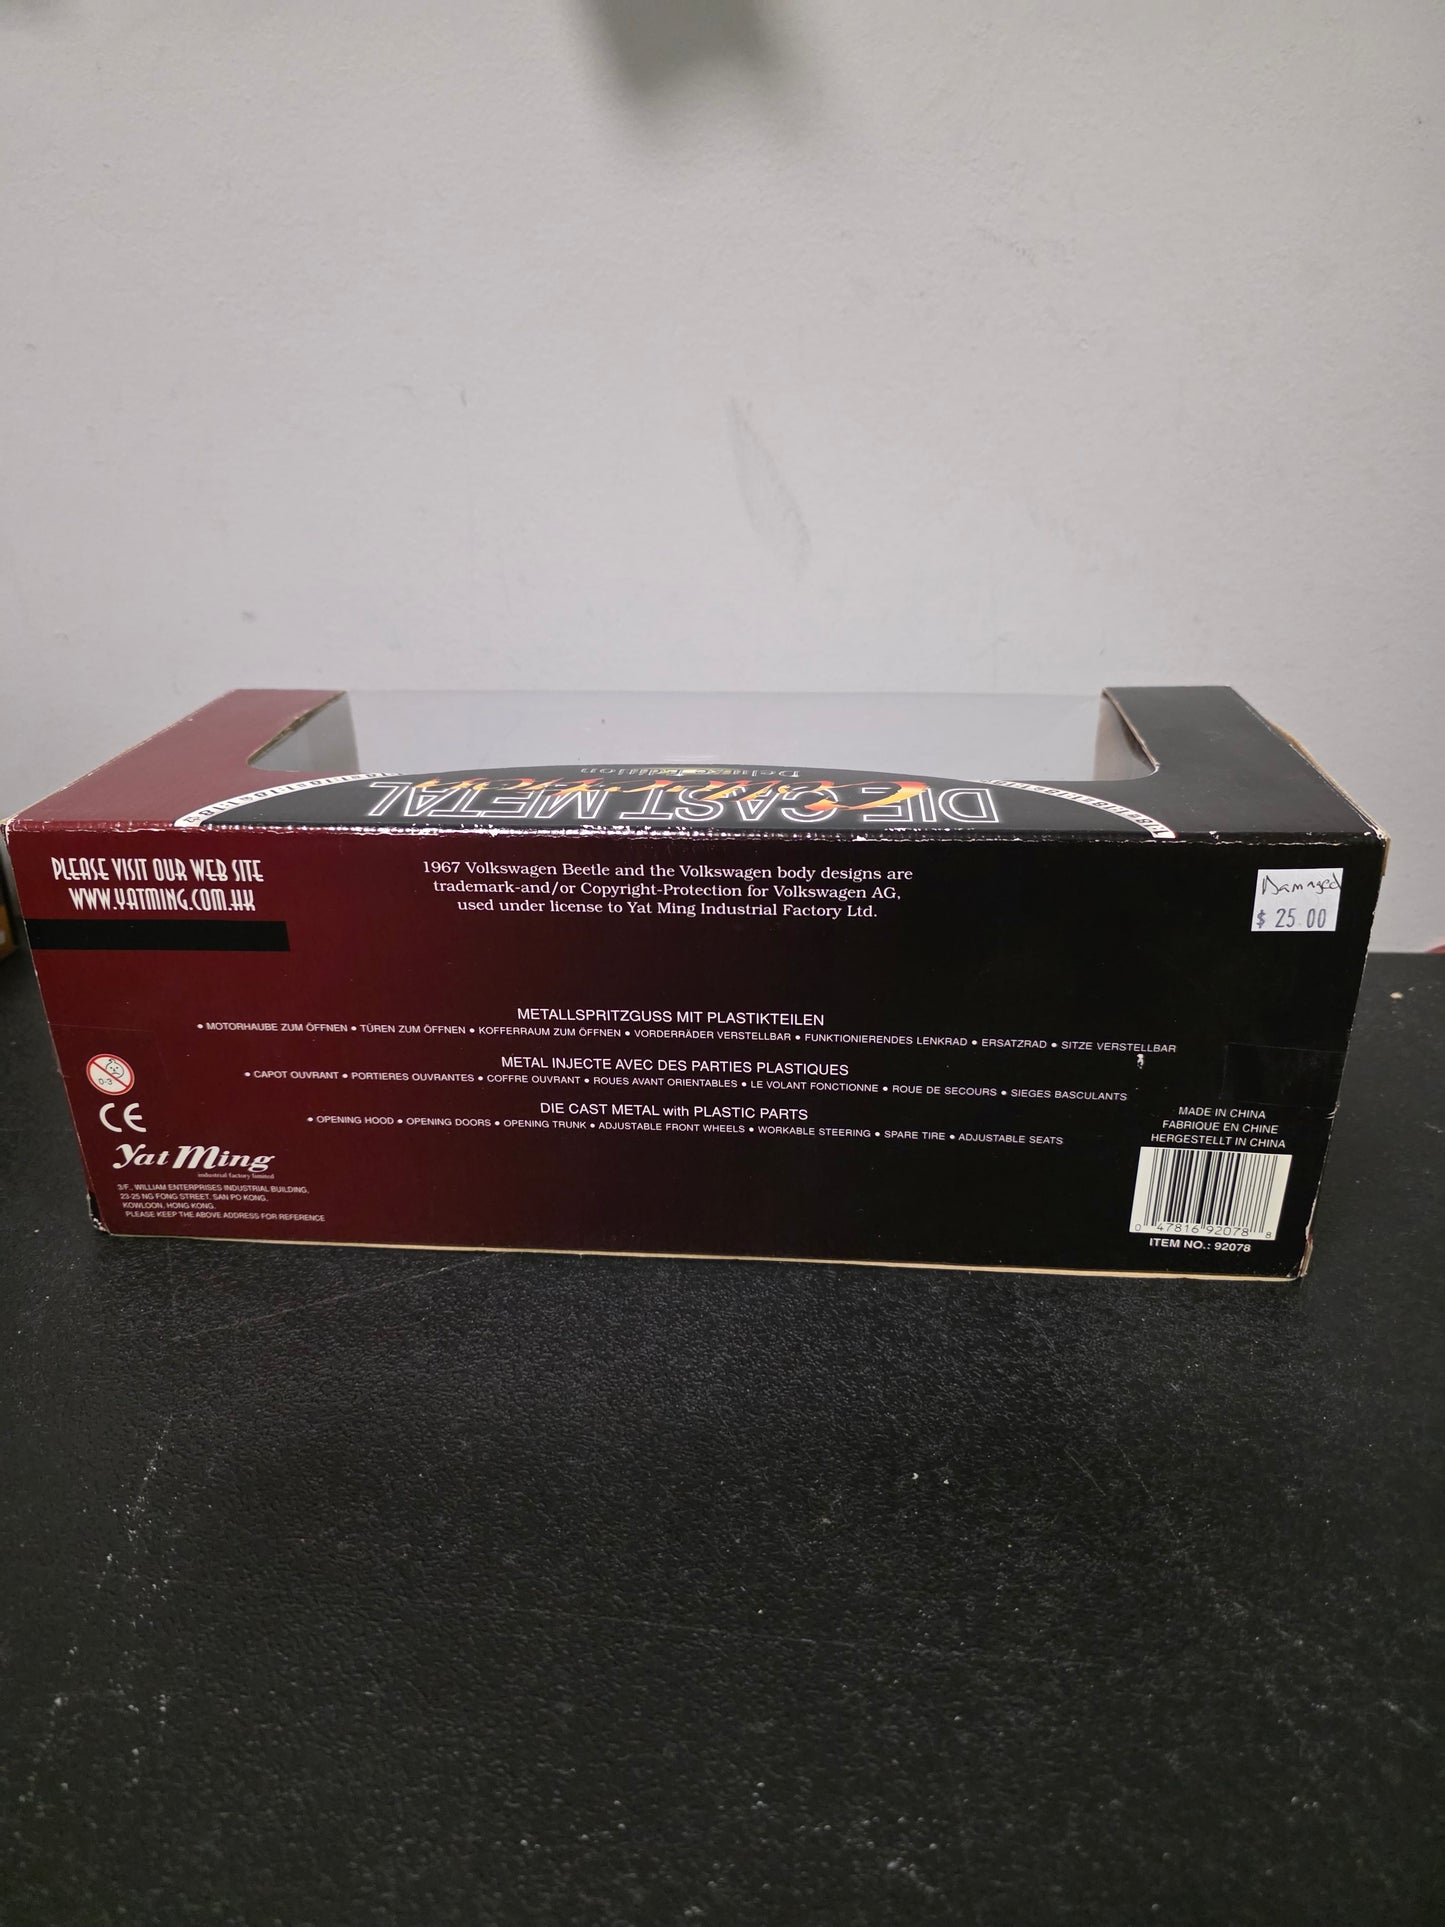 Deluxe Edition
DIE CAST METAL
PLEASE VISIT OUR WEB SITE
WWW.YATMING.COM.HK
1967 Volkswagen Beetle and the Volkswagen body designs are
trademark-and/or Copyright-Protection for Volkswagen AG,
used under license to Yat Ming Industrial Factory Ltd.
Damaged
$ 25.00
METALLSPRITZGUSS MIT PLASTIKTEILEN
• MOTORHAUBE ZUM ÖFFNEN • TÜREN ZUM ÖFFNEN • KOFFERRAUM ZUM ÖFFNEN • VORDERRÄDER VERSTELLBAR • FUNKTIONIERENDES LENKRAD • ERSATZRAD • SITZE VERSTELLBAR
METAL INJECTE AVEC DES PARTIES PLASTIQUES
• CAPOT OUVRANT • PORTIERES OUVRANTES • COFFRE OUVRANT • ROUES AVANT ORIENTABLES • LE VOLANT FONCTIONNE • ROUE DE SECOURS • SIEGES BASCULANTS
DIE CAST METAL with PLASTIC PARTS
• OPENING HOOD • OPENING DOORS • OPENING TRUNK • ADJUSTABLE FRONT WHEELS • WORKABLE STEERING • SPARE TIRE • ADJUSTABLE SEATS
0-3
CE
Yat Ming
industrial factory limited
3/F., WILLIAM ENTERPRISES INDUSTRIAL BUILDING,
23-25 NG FONG STREET, SAN PO KONG,
KOWLOON, HONG KONG.
PLEASE KEEP THE ABOVE ADDRESS FOR REFERENCE
MADE IN CHINA
FABRIQUE EN CHINE
HERGESTELLT IN CHINA
0 47816 92078 8
ITEM NO.: 92078